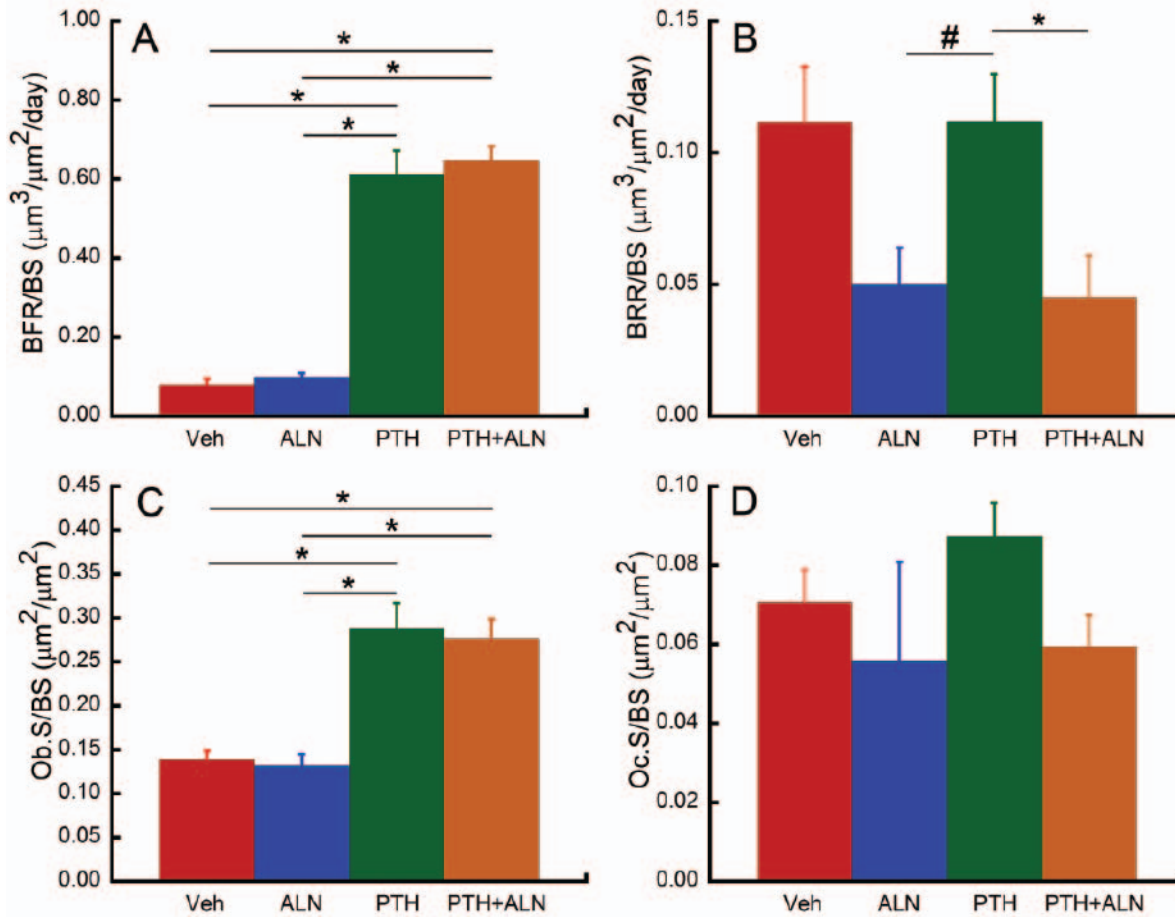 A
BFR/BS (μm³/μm²/day)
1.00
0.80
0.60
0.40
0.20
0.00
*
*
*
*
Veh ALN PTH PTH+ALN
B
BRR/BS (μm³/μm²/day)
0.15
0.10
0.05
0.00
# *
Veh ALN PTH PTH+ALN
C
Ob.S/BS (μm²/μm²)
0.45
0.40
0.35
0.30
0.25
0.20
0.15
0.10
0.05
0.00
*
*
*
*
Veh ALN PTH PTH+ALN
D
Oc.S/BS (μm²/μm²)
0.10
0.08
0.06
0.04
0.02
0.00
Veh ALN PTH PTH+ALN